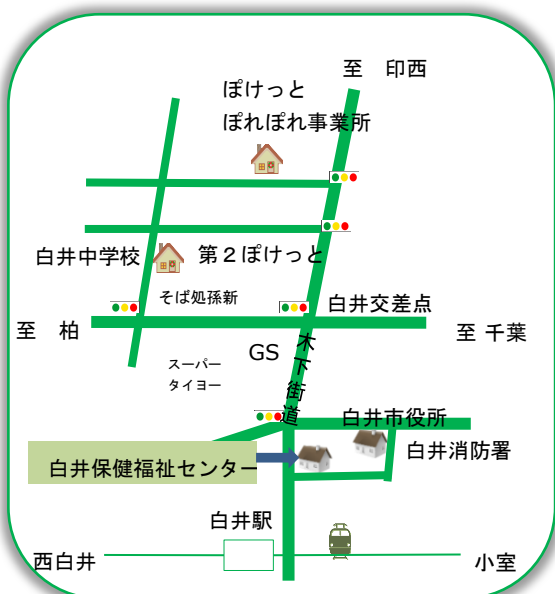 至　印西
ぽけっと
ぽれぽれ事業所
白井中学校
第２ぽけっと
そば処孫新
白井交差点
至　柏
至 千葉
GS
木下街道
スーパー
タイヨー
白井市役所
白井消防署
白井保健福祉センター
白井駅
西白井
小室